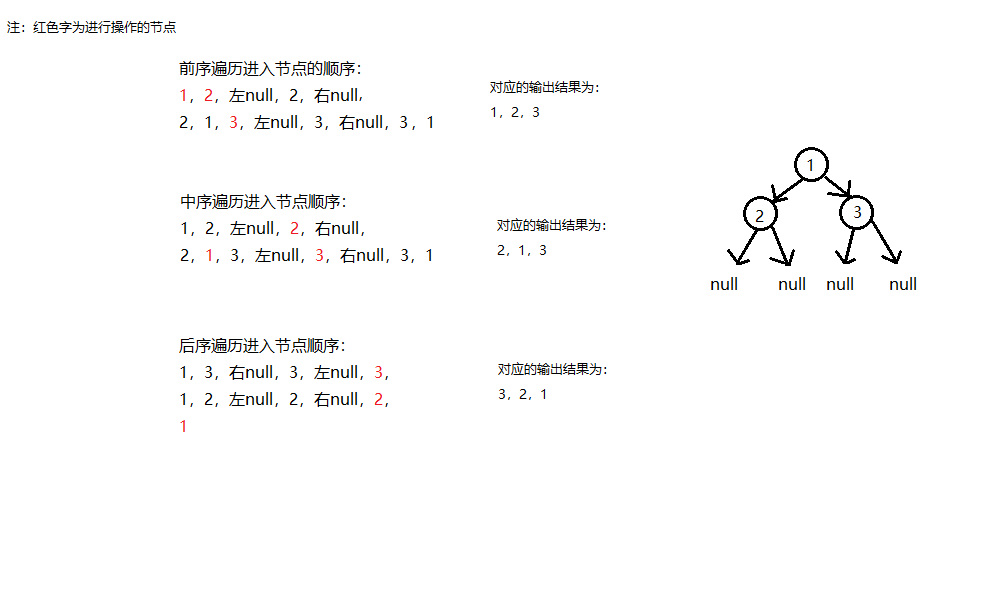 注：红色字为进行操作的节点
前序遍历进入节点的顺序：
1，2，左null，2，右null，
2，1，3，左null，3，右null，3，1
对应的输出结果为：
1，2，3
中序遍历进入节点顺序：
1，2，左null，2，右null，
2，1，3，左null，3，右null，3，1
对应的输出结果为：
2，1，3
后序遍历进入节点顺序：
1，3，右null，3，左null，3，
1，2，左null，2，右null，2，
1
对应的输出结果为：
3，2，1
1
2
3
null
null
null
null